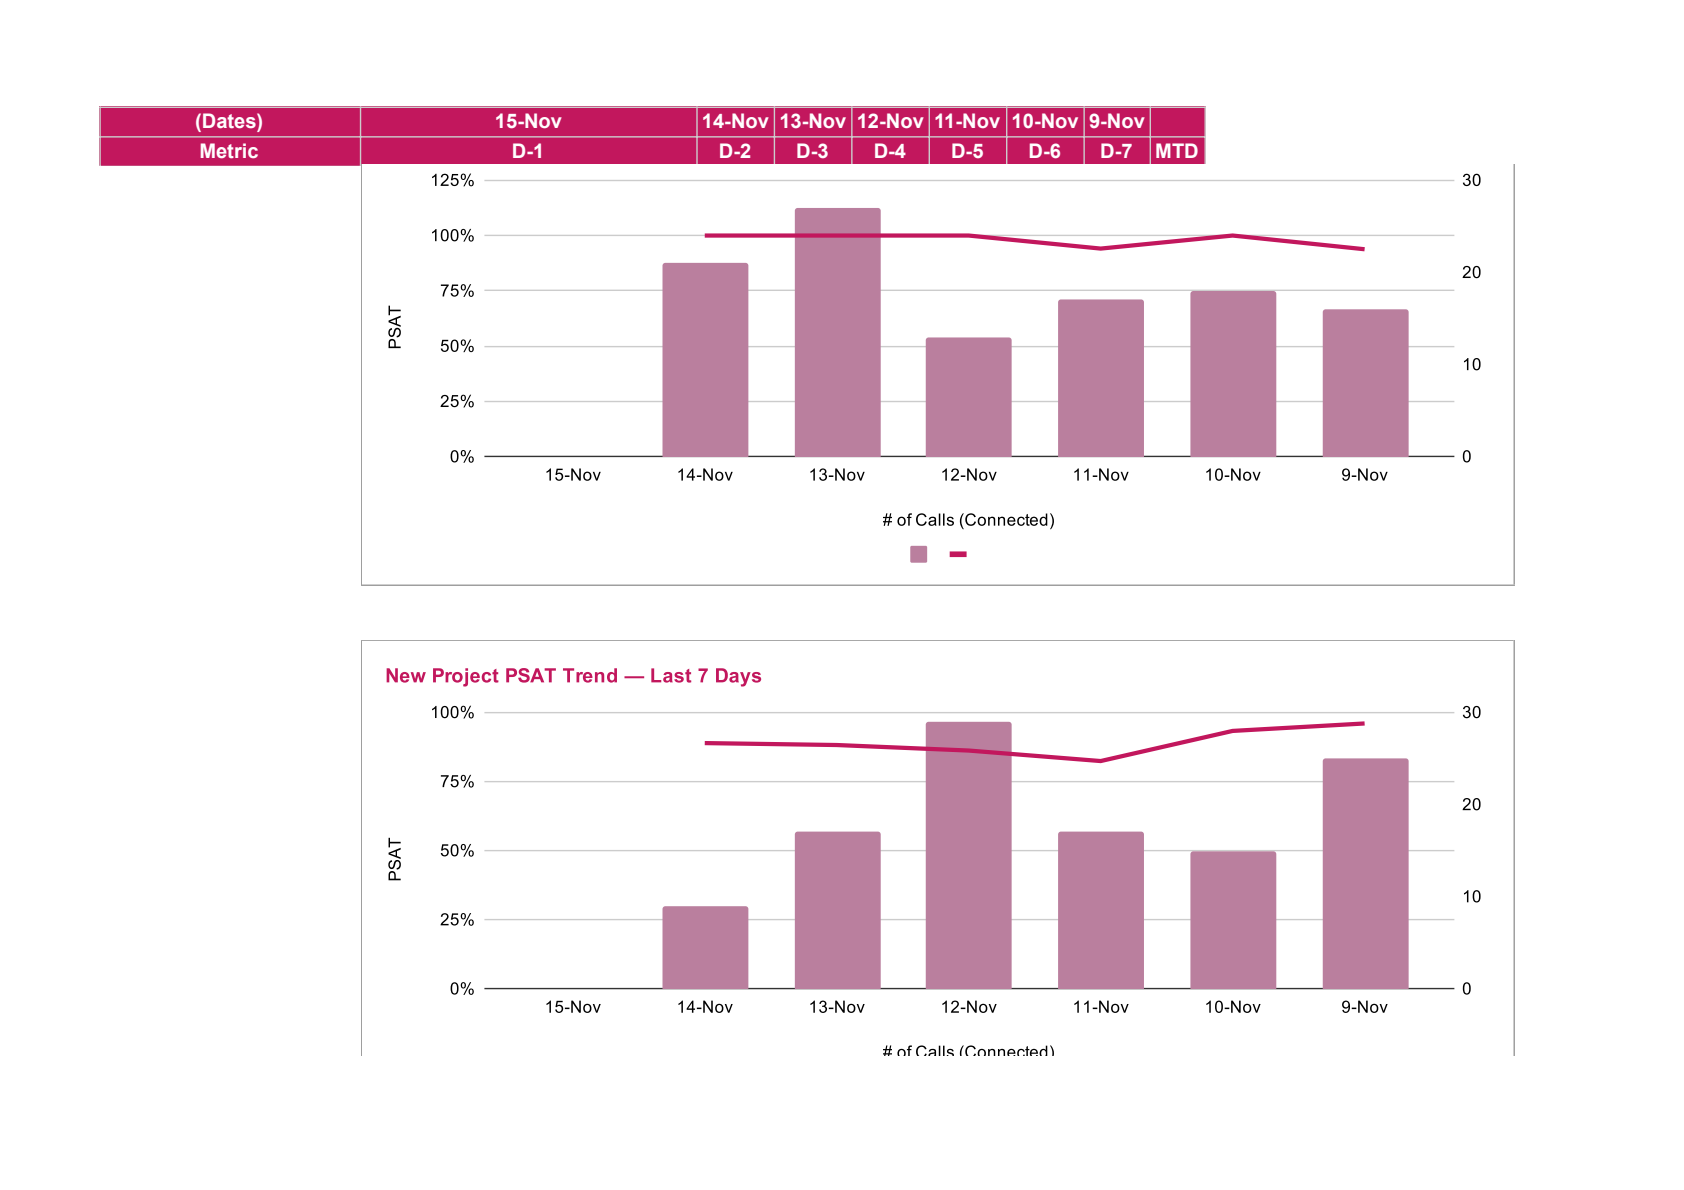 (Dates) 15-Nov 14-Nov 13-Nov 12-Nov 11-Nov 10-Nov 9-Nov
Metric D-1 D-2 D-3 D-4 D-5 D-6 D-7 MTD
125% 30
100%
20
75%
PSAT
50%
10
25%
0% 0
15-Nov 14-Nov 13-Nov 12-Nov 11-Nov 10-Nov 9-Nov
# of Calls (Connected)
New Project PSAT Trend — Last 7 Days
100% 30
75%
20
PSAT
50%
10
25%
0% 0
15-Nov 14-Nov 13-Nov 12-Nov 11-Nov 10-Nov 9-Nov
# of Calls (Connected)